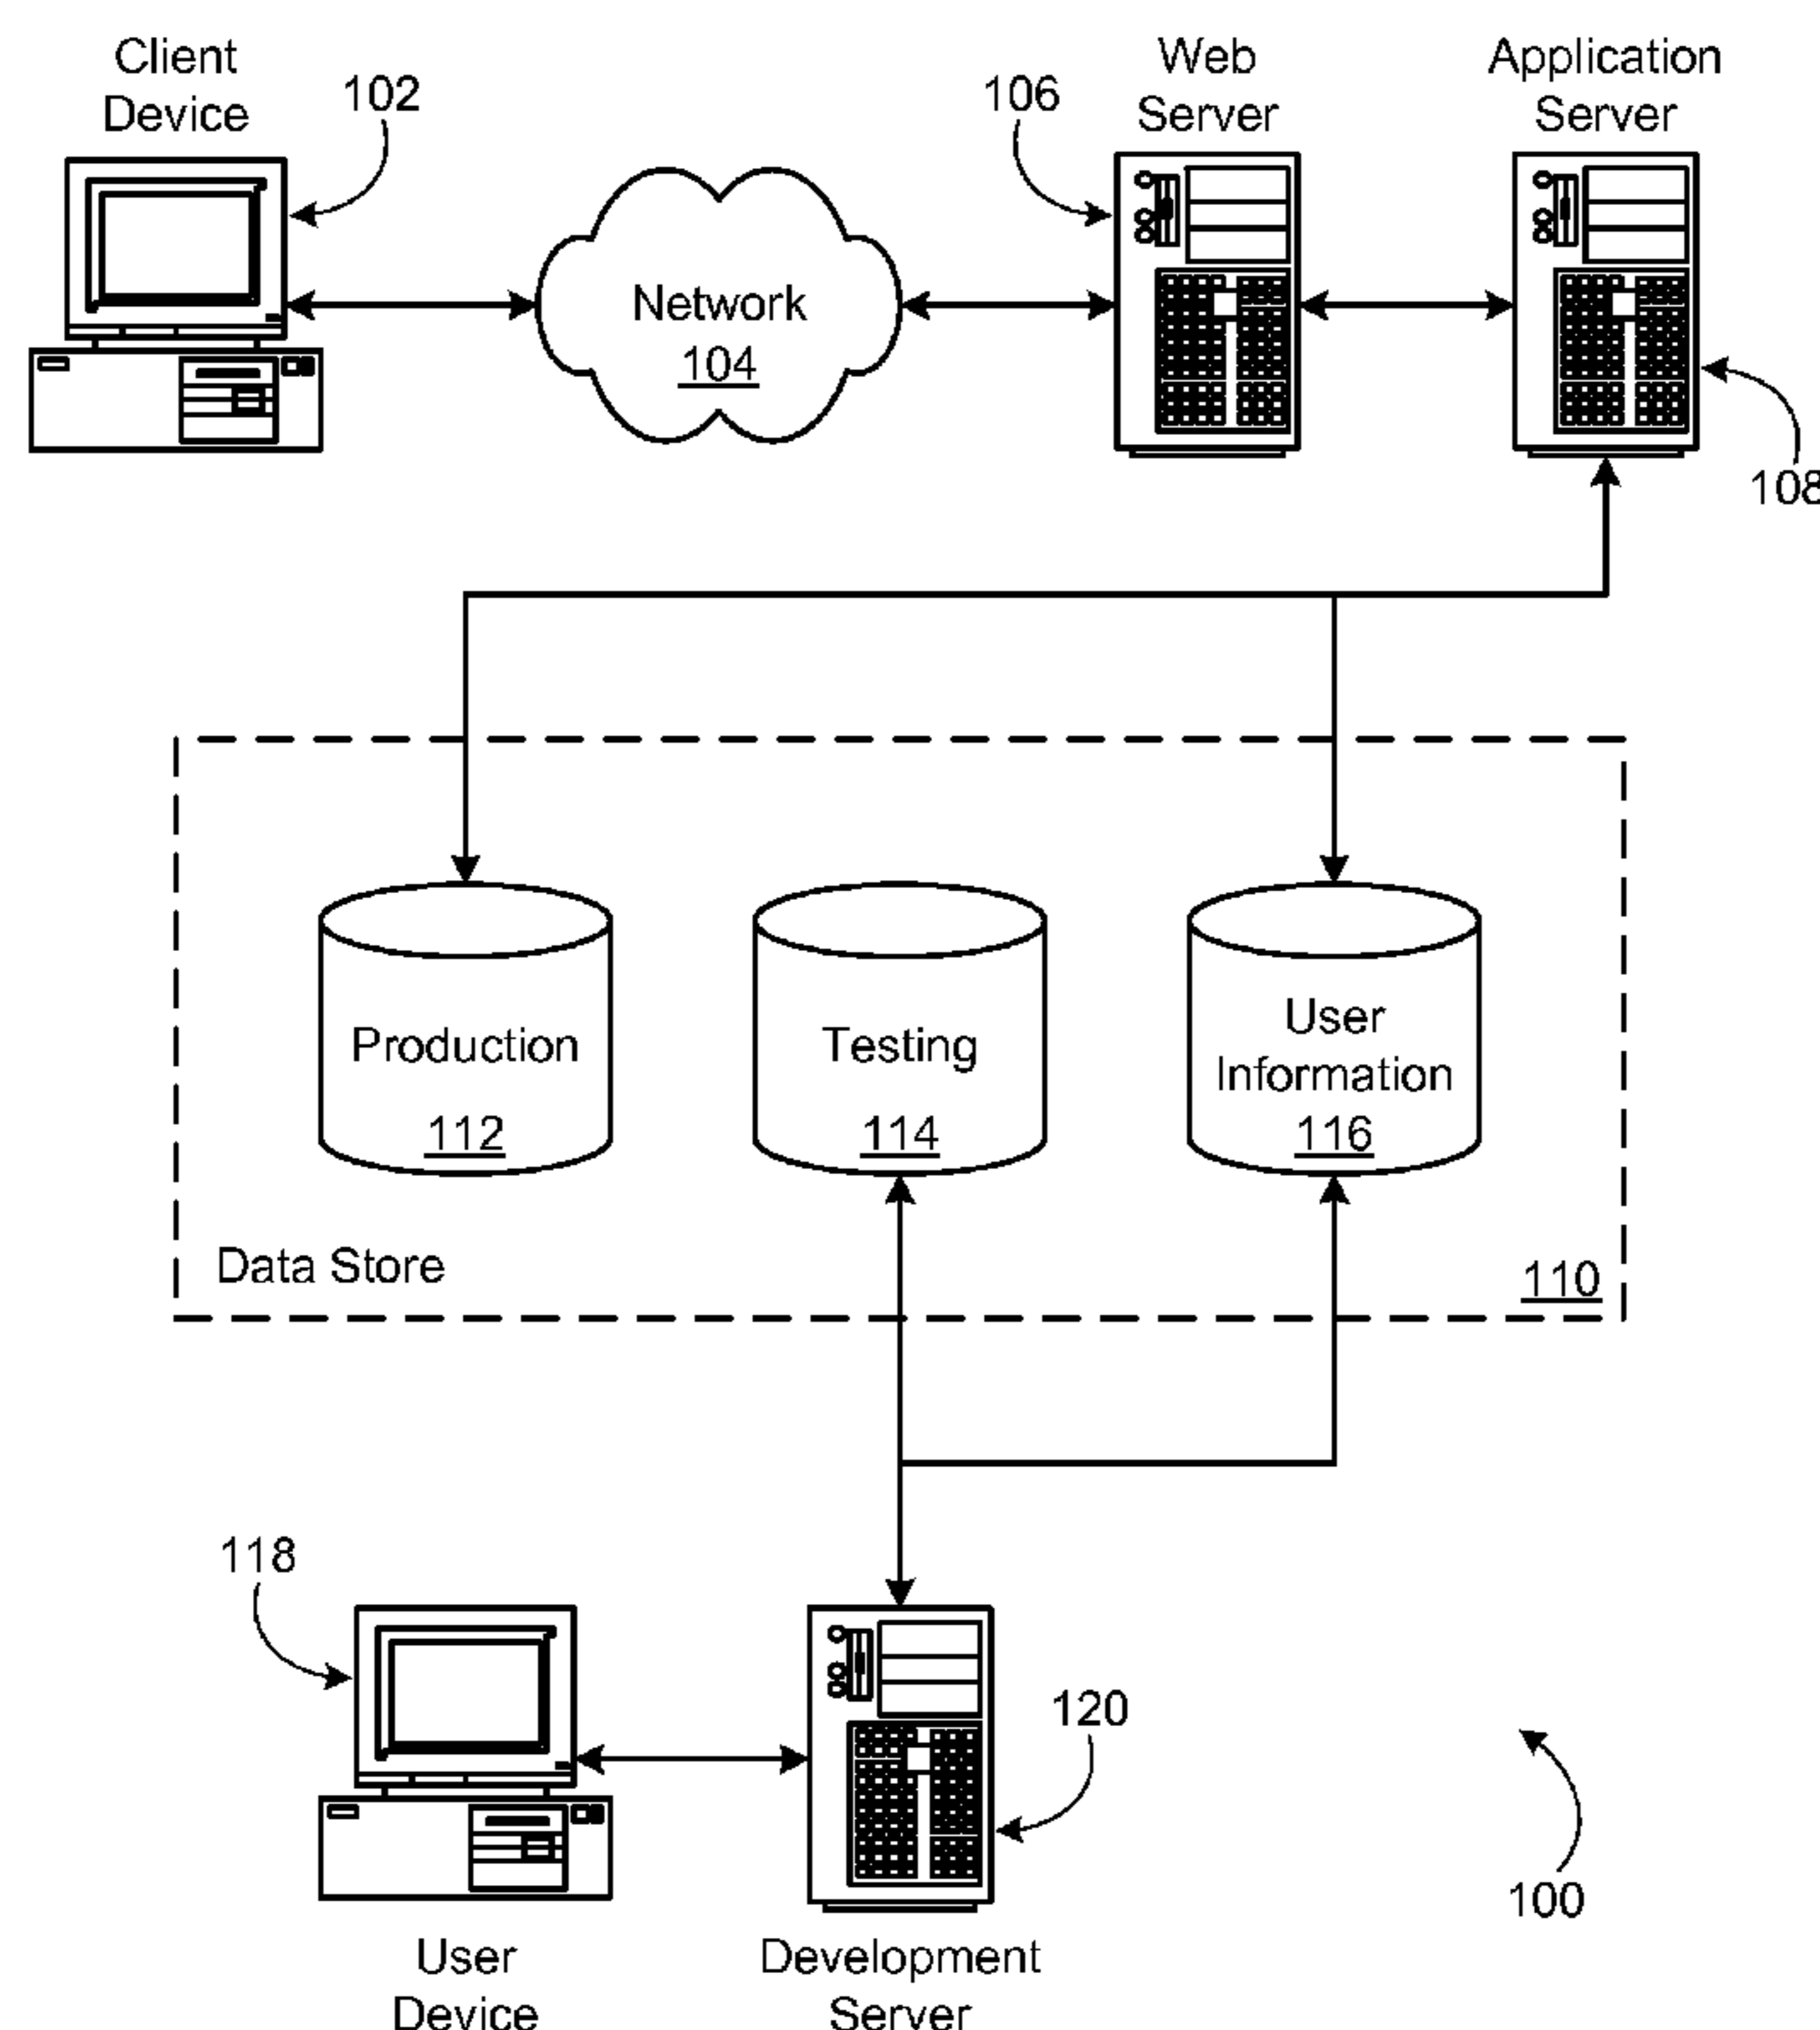 Client
Device
102
Network
104
106
Web
Server
Application
Server
108
Production
112
Testing
114
User
Information
116
Data Store
110
118
User
Device
120
Development
Server
100